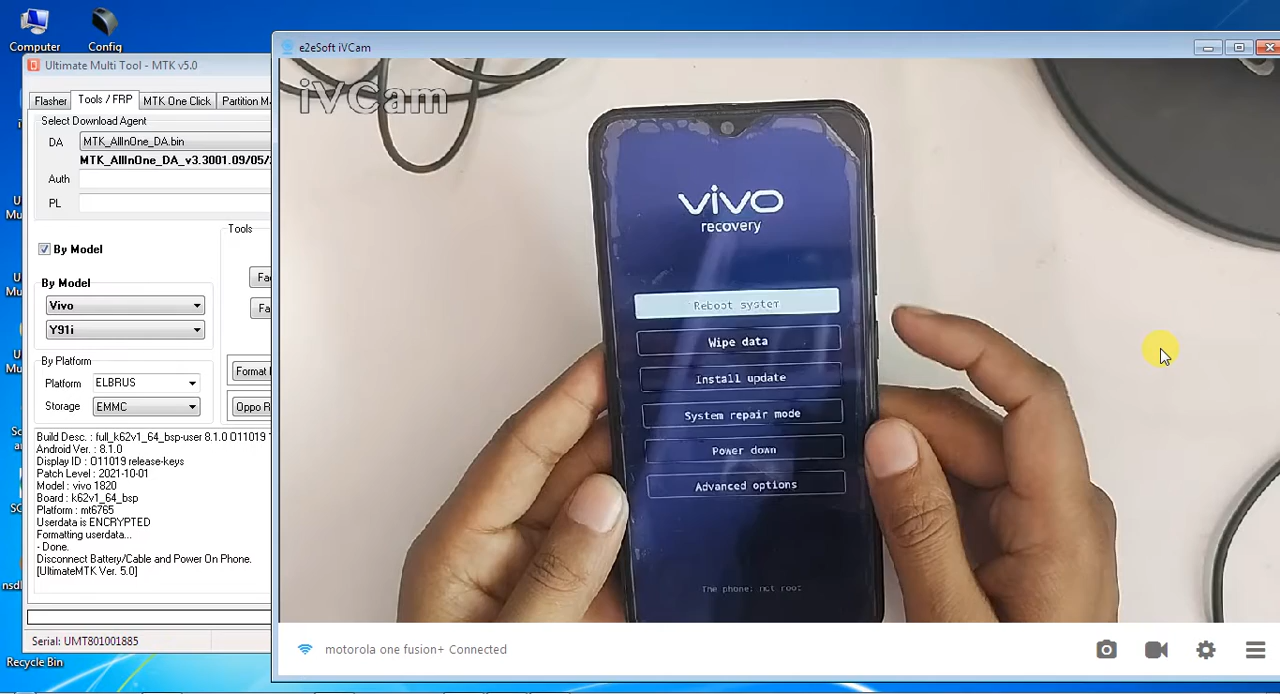 Computer
Config
Ultimate Multi Tool - MTK v5.0
Flasher
Tools / FRP
MTK One Click
Partition
Select Download Agent
DA
MTK_AllInOne_DA.bin
MTK_AllInOne_DA_v3.3001.09/05/
Auth
PL
By Model
Tools
By Model
Vivo
Y91i
Fa
Fa
By Platform
Platform
ELBRUS
Storage
EMMC
Format
Oppo R
Build Desc. : full_k62v1_64_bsp-user 8.1.0 O11019
Android Ver. : 8.1.0
Display ID : O11019 release-keys
Patch Level : 2021-10-01
Model : vivo 1820
Board : k62v1_64_bsp
Platform : mt6765
Userdata is ENCRYPTED
Formatting userdata...
- Done.
Disconnect Battery/Cable and Power On Phone.
[UltimateMTK Ver. 5.0]
Serial: UMT801001885
Recycle Bin
e2eSoft iVCam
iVCam
vivo
recovery
Reboot system
Wipe data
Install update
System repair mode
Power down
Advanced options
The phone: not root
motorola one fusion+ Connected